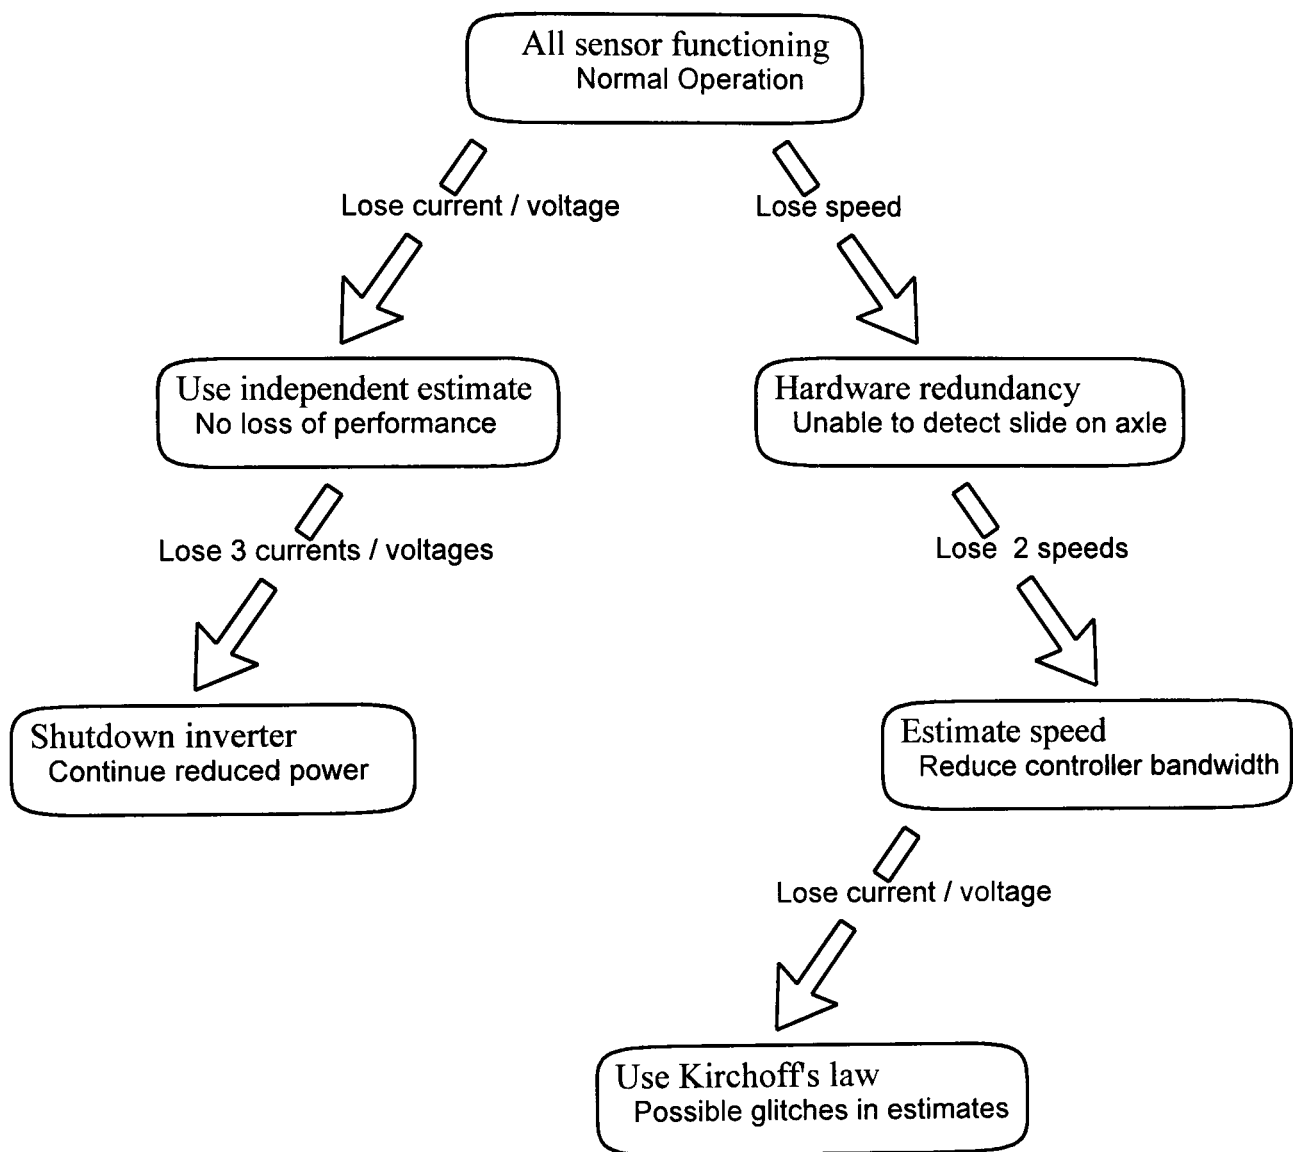 All sensor functioning
Normal Operation
Lose current / voltage
Lose speed
Use independent estimate
No loss of performance
Hardware redundancy
Unable to detect slide on axle
Lose 3 currents / voltages
Lose 2 speeds
Shutdown inverter
Continue reduced power
Estimate speed
Reduce controller bandwidth
Lose current / voltage
Use Kirchoff's law
Possible glitches in estimates